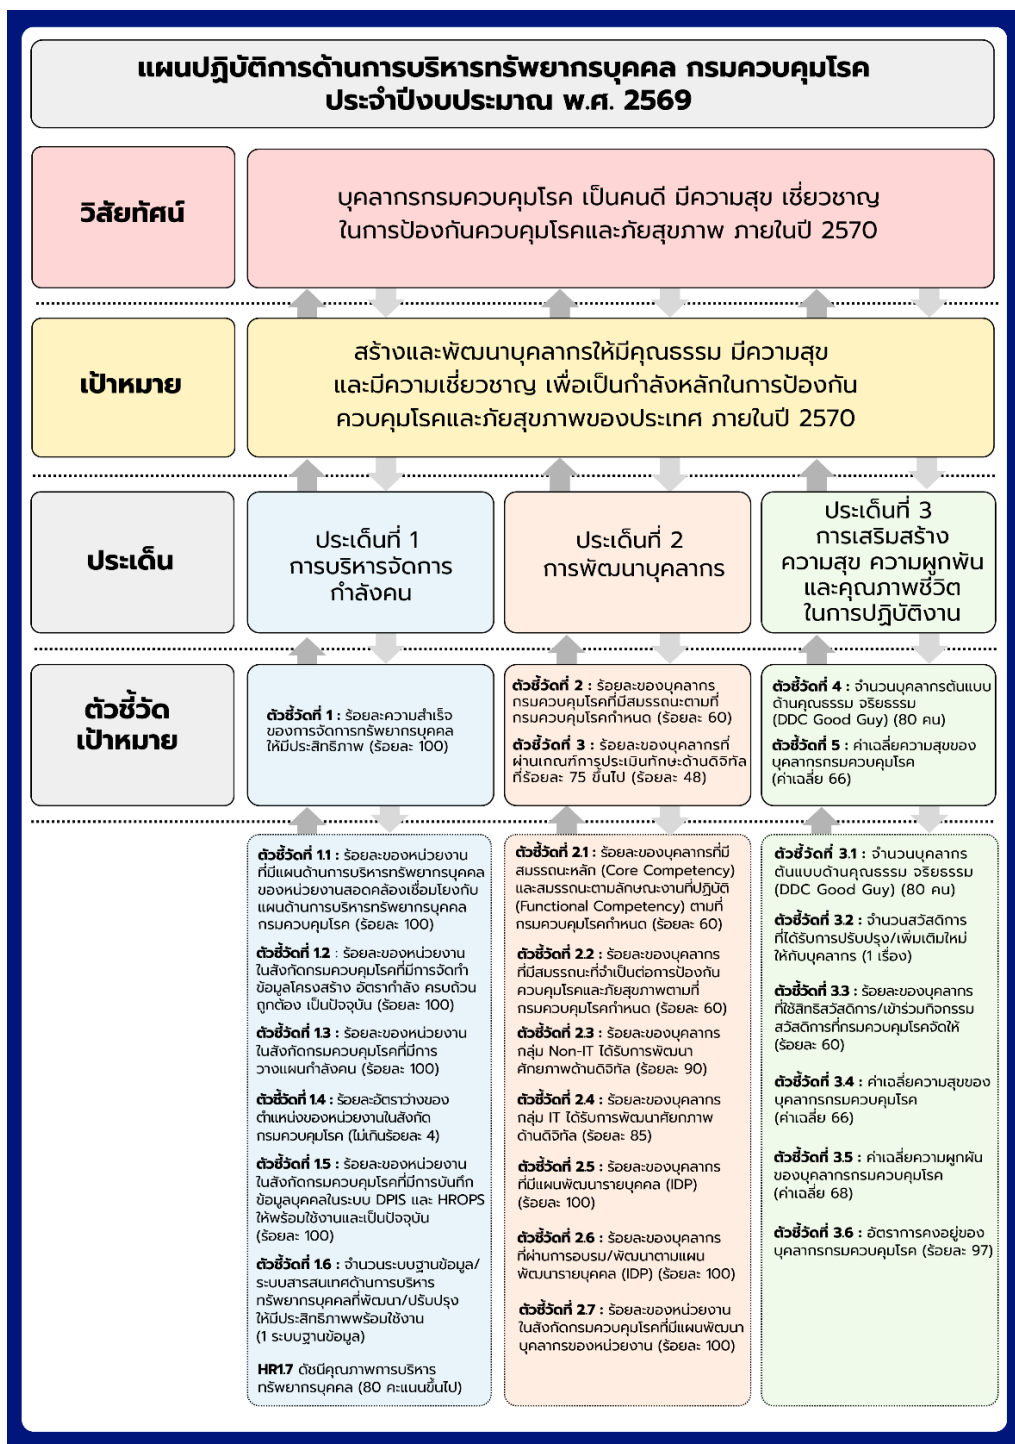 แผนปฏิบัติการด้านการบริหารทรัพยากรบุคคล กรมควบคุมโรค
ประจำปีงบประมาณ พ.ศ. 2569
วิสัยทัศน์
บุคลากรกรมควบคุมโรค เป็นคนดี มีความสุข เชี่ยวชาญ
ในการป้องกันควบคุมโรคและภัยสุขภาพ ภายในปี 2570
เป้าหมาย
สร้างและพัฒนาบุคลากรให้มีคุณธรรม มีความสุข
และมีความเชี่ยวชาญ เพื่อเป็นกำลังหลักในการป้องกัน
ควบคุมโรคและภัยสุขภาพของประเทศ ภายในปี 2570
ประเด็น
ประเด็นที่ 1
การบริหารจัดการ
กำลังคน
ประเด็นที่ 2
การพัฒนาบุคลากร
ประเด็นที่ 3
การเสริมสร้าง
ความสุข ความผูกพัน
และคุณภาพชีวิต
ในการปฏิบัติงาน
ตัวชี้วัด
เป้าหมาย
ตัวชี้วัดที่ 1 : ร้อยละความสำเร็จ
ของการจัดการทรัพยากรบุคคล
ให้มีประสิทธิภาพ (ร้อยละ 100)
ตัวชี้วัดที่ 2 : ร้อยละของบุคลากร
กรมควบคุมโรคที่มีสมรรถนะตามที่
กรมควบคุมโรคกำหนด (ร้อยละ 60)
ตัวชี้วัดที่ 3 : ร้อยละของบุคลากรที่
ผ่านเกณฑ์การประเมินทักษะด้านดิจิทัล
ที่ร้อยละ 75 ขึ้นไป (ร้อยละ 48)
ตัวชี้วัดที่ 4 : จำนวนบุคลากรต้นแบบ
ด้านคุณธรรม จริยธรรม
(DDC Good Guy) (80 คน)
ตัวชี้วัดที่ 5 : ค่าเฉลี่ยความสุขของ
บุคลากรกรมควบคุมโรค
(ค่าเฉลี่ย 66)
ตัวชี้วัดที่ 1.1 : ร้อยละของหน่วยงาน
ที่มีแผนด้านการบริหารทรัพยากรบุคคล
ของหน่วยงานสอดคล้องเชื่อมโยงกับ
แผนด้านการบริหารทรัพยากรบุคคล
กรมควบคุมโรค (ร้อยละ 100)
ตัวชี้วัดที่ 1.2 : ร้อยละของหน่วยงาน
ในสังกัดกรมควบคุมโรคที่มีการจัดทำ
ข้อมูลโครงสร้าง อัตรากำลัง ครบถ้วน
ถูกต้อง เป็นปัจจุบัน (ร้อยละ 100)
ตัวชี้วัดที่ 1.3 : ร้อยละของหน่วยงาน
ในสังกัดกรมควบคุมโรคที่มีการ
วางแผนกำลังคน (ร้อยละ 100)
ตัวชี้วัดที่ 1.4 : ร้อยละอัตราว่างของ
ตำแหน่งของหน่วยงานในสังกัด
กรมควบคุมโรค (ไม่เกินร้อยละ 4)
ตัวชี้วัดที่ 1.5 : ร้อยละของหน่วยงาน
ในสังกัดกรมควบคุมโรคที่มีการบันทึก
ข้อมูลบุคคลในระบบ DPIS และ HROPS
ให้พร้อมใช้งานและเป็นปัจจุบัน
(ร้อยละ 100)
ตัวชี้วัดที่ 1.6 : จำนวนระบบฐานข้อมูล/
ระบบสารสนเทศด้านการบริหาร
ทรัพยากรบุคคลที่พัฒนา/ปรับปรุง
ให้มีประสิทธิภาพพร้อมใช้งาน
(1 ระบบฐานข้อมูล)
HR1.7 ดัชนีคุณภาพการบริหาร
ทรัพยากรบุคคล (80 คะแนนขึ้นไป)
ตัวชี้วัดที่ 2.1 : ร้อยละของบุคลากรที่มี
สมรรถนะหลัก (Core Competency)
และสมรรถนะตามลักษณะงานที่ปฏิบัติ
(Functional Competency) ตามที่
กรมควบคุมโรคกำหนด (ร้อยละ 60)
ตัวชี้วัดที่ 2.2 : ร้อยละของบุคลากร
ที่มีสมรรถนะที่จำเป็นต่อการป้องกัน
ควบคุมโรคและภัยสุขภาพตามที่
กรมควบคุมโรคกำหนด (ร้อยละ 60)
ตัวชี้วัดที่ 2.3 : ร้อยละของบุคลากร
กลุ่ม Non-IT ได้รับการพัฒนา
ศักยภาพด้านดิจิทัล (ร้อยละ 90)
ตัวชี้วัดที่ 2.4 : ร้อยละของบุคลากร
กลุ่ม IT ได้รับการพัฒนาศัยกภาพ
ด้านดิจิทัล (ร้อยละ 85)
ตัวชี้วัดที่ 2.5 : ร้อยละของบุคลากร
ที่มีแผนพัฒนารายบุคคล (IDP)
(ร้อยละ 100)
ตัวชี้วัดที่ 2.6 : ร้อยละของบุคลากร
ที่ผ่านการอบรม/พัฒนาตามแผน
พัฒนารายบุคคล (IDP) (ร้อยละ 100)
ตัวชี้วัดที่ 2.7 : ร้อยละของหน่วยงาน
ในสังกัดกรมควบคุมโรคที่มีแผนพัฒนา
บุคลากรของหน่วยงาน (ร้อยละ 100)
ตัวชี้วัดที่ 3.1 : จำนวนบุคลากร
ต้นแบบด้านคุณธรรม จริยธรรม
(DDC Good Guy) (80 คน)
ตัวชี้วัดที่ 3.2 : จำนวนสวัสดิการ
ที่ได้รับการปรับปรุง/เพิ่มเติมใหม่
ให้กับบุคลากร (1 เรื่อง)
ตัวชี้วัดที่ 3.3 : ร้อยละของบุคลากร
ที่ใช้สิทธิสวัสดิการ/เข้าร่วมกิจกรรม
สวัสดิการที่กรมควบคุมโรคจัดให้
(ร้อยละ 60)
ตัวชี้วัดที่ 3.4 : ค่าเฉลี่ยความสุขของ
บุคลากรกรมควบคุมโรค
(ค่าเฉลี่ย 66)
ตัวชี้วัดที่ 3.5 : ค่าเฉลี่ยความผูกผัน
ของบุคลากรกรมควบคุมโรค
(ค่าเฉลี่ย 68)
ตัวชี้วัดที่ 3.6 : อัตราการคงอยู่ของ
บุคลากรกรมควบคุมโรค (ร้อยละ 97)